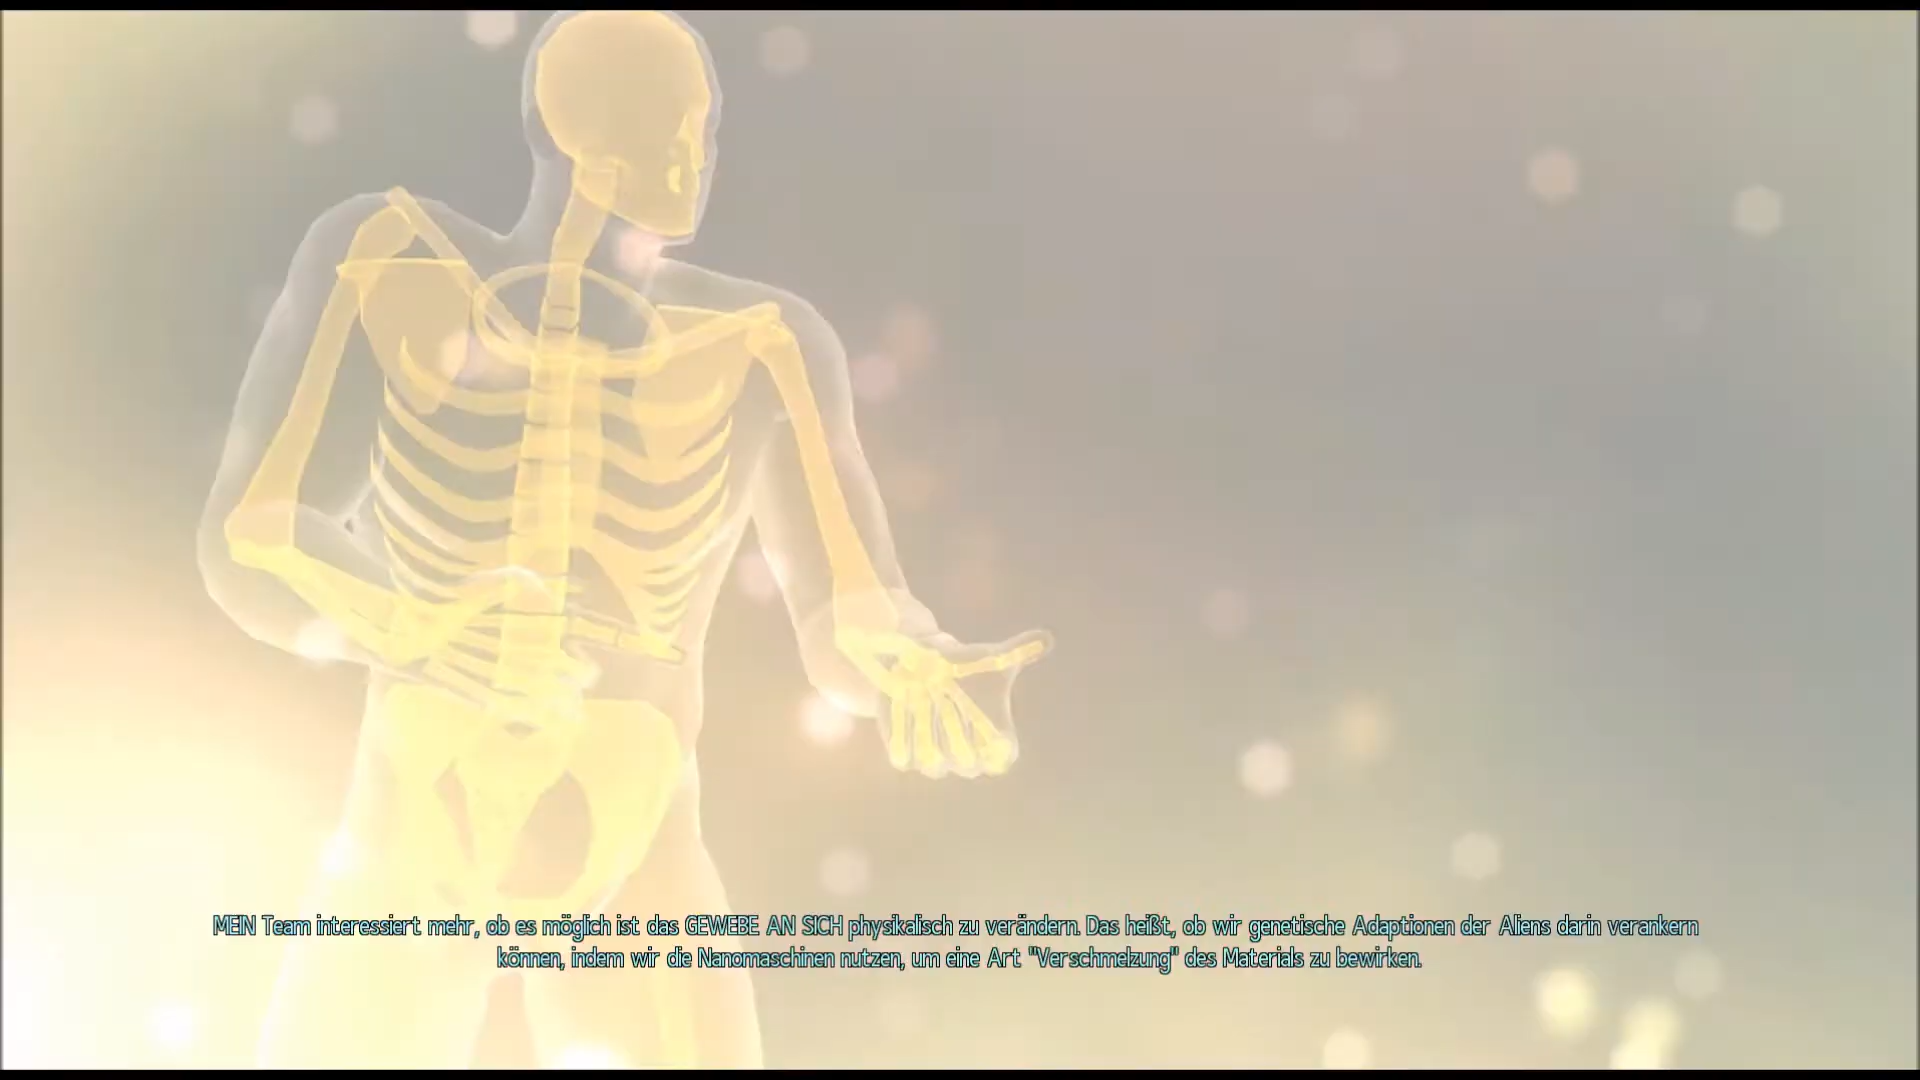 MEIN Team interessiert mehr, ob es möglich ist das GEWEBE AN SICH physikalisch zu verändern. Das heißt, ob wir genetische Adaptionen der Aliens darin verankern
können, indem wir die Nanomaschinen nutzen, um eine Art "Verschmelzung" des Materials zu bewirken.